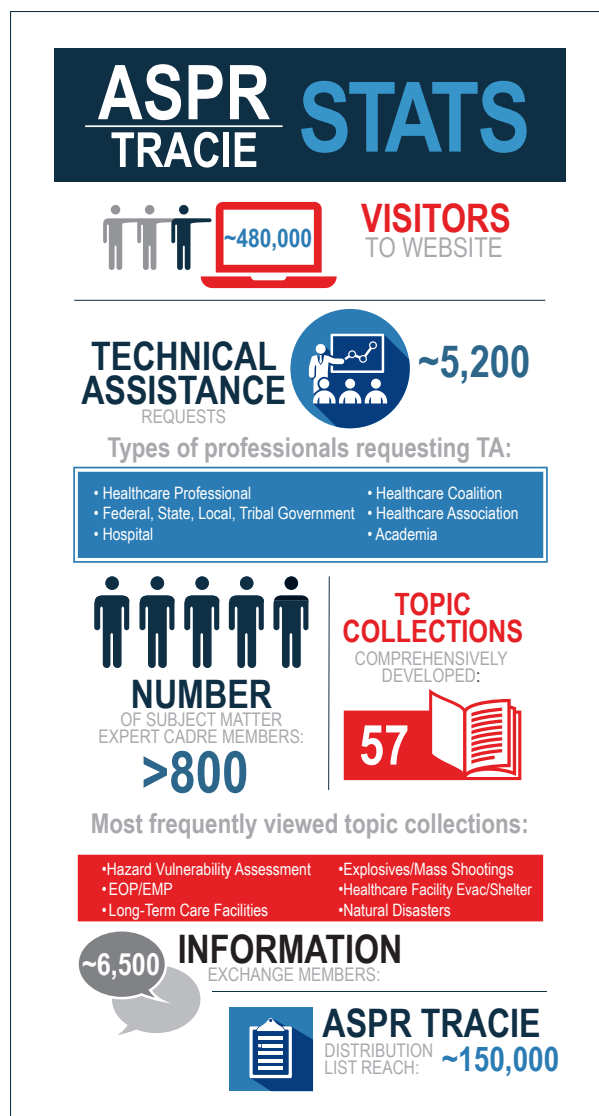 ASPR
TRACIE
STATS
~480,000
VISITORS
TO WEBSITE
TECHNICAL
ASSISTANCE
REQUESTS
~5,200
Types of professionals requesting TA:
• Healthcare Professional
• Federal, State, Local, Tribal Government
• Hospital
• Healthcare Coalition
• Healthcare Association
• Academia
NUMBER
OF SUBJECT MATTER
EXPERT CADRE MEMBERS:
>800
TOPIC
COLLECTIONS
COMPREHENSIVELY
DEVELOPED:
57
Most frequently viewed topic collections:
•Hazard Vulnerability Assessment
•EOP/EMP
•Long-Term Care Facilities
•Explosives/Mass Shootings
•Healthcare Facility Evac/Shelter
•Natural Disasters
~6,500
INFORMATION
EXCHANGE MEMBERS:
ASPR TRACIE
DISTRIBUTION
LIST REACH:
~150,000